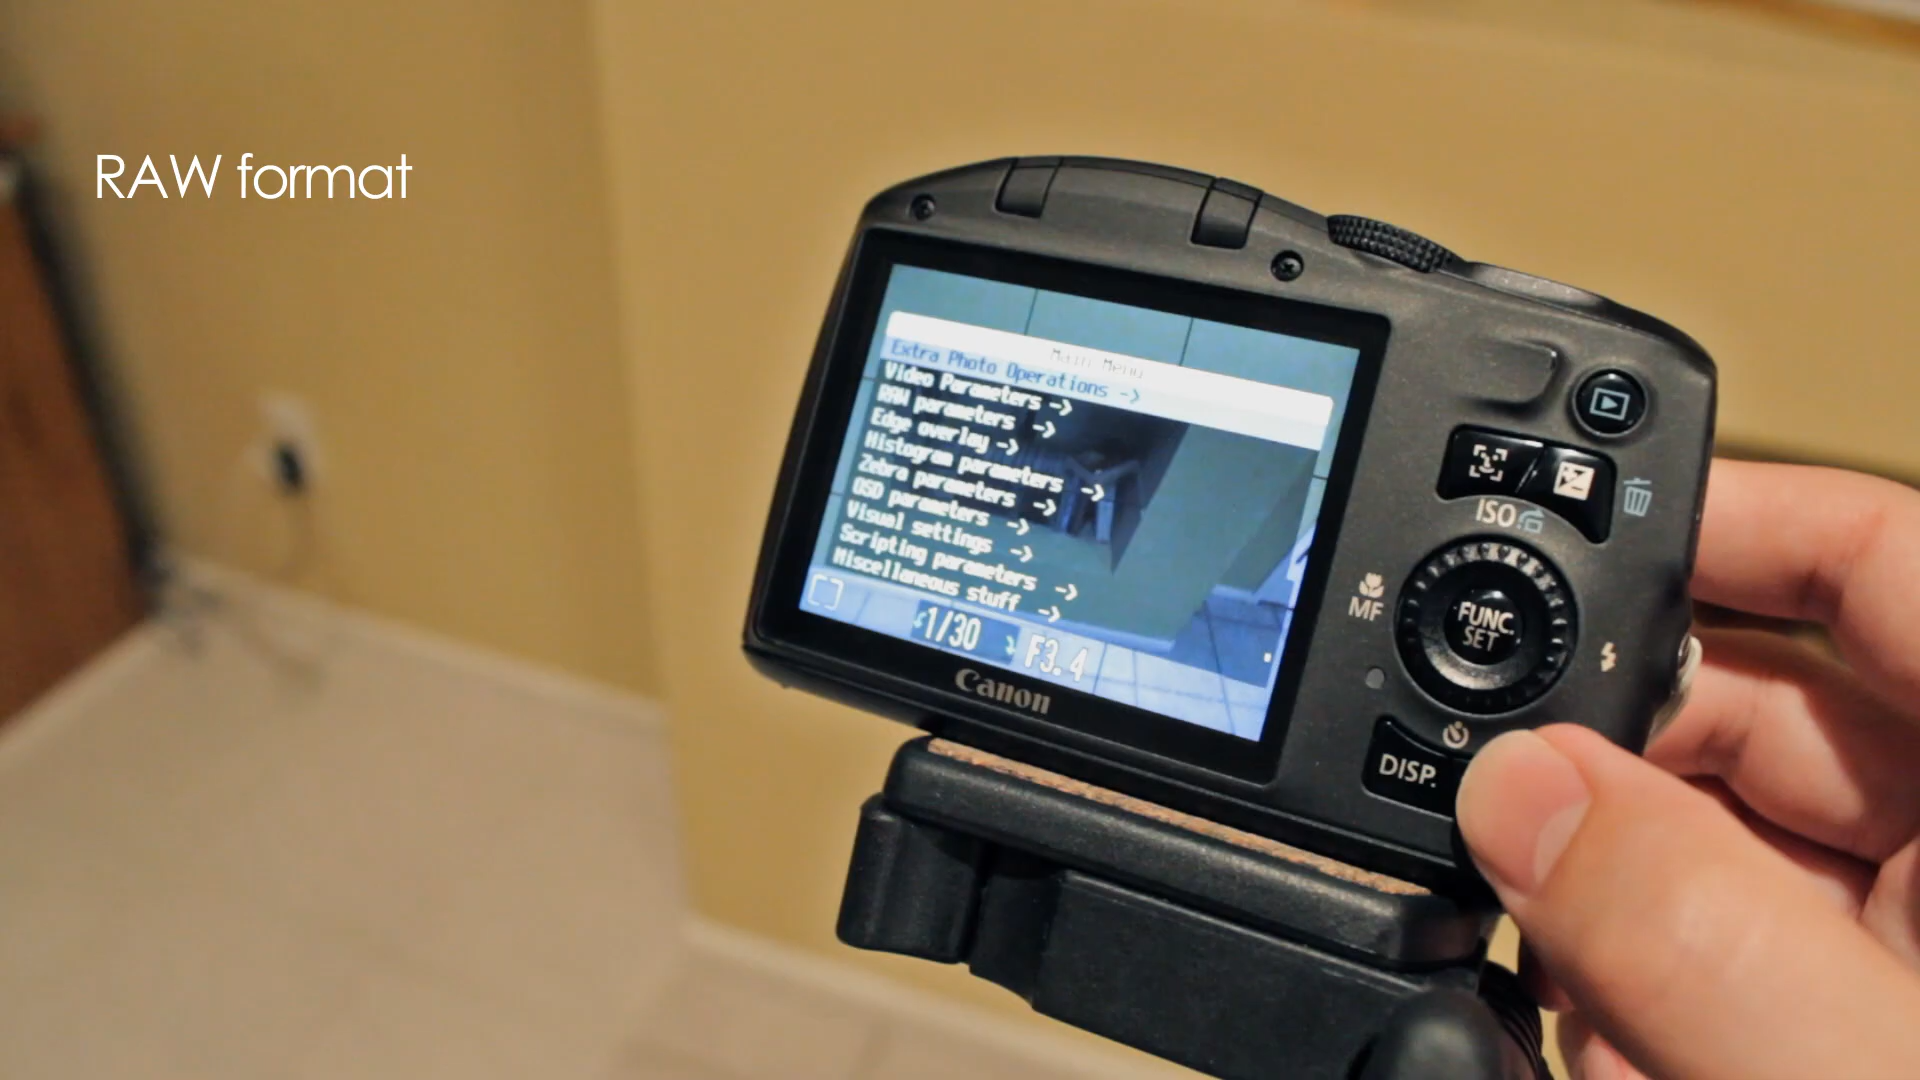 RAW format
Main Menu
Extra Photo Operations ->
Video Parameters ->
RAW parameters ->
Edge overlay ->
Histogram parameters ->
Zebra parameters ->
OSD parameters ->
Visual settings ->
Scripting parameters ->
Miscellaneous stuff ->
1/30 F3.4
Canon
ISO
MF
FUNC.
SET
DISP.